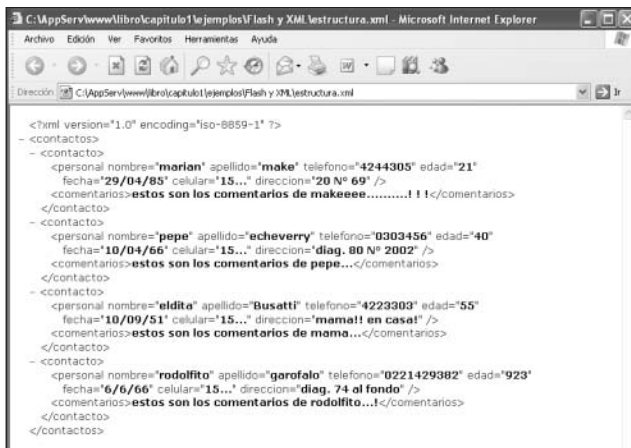 C:\AppServ\www\libro\capitulo1\ejemplos\Flash y XML\estructura.xml - Microsoft Internet Explorer
Archivo Edición Ver Favoritos Herramientas Ayuda
Dirección C:\AppServ\www\libro\capitulo1\ejemplos\Flash y XML\estructura.xml Ir
<?xml version="1.0" encoding="iso-8859-1" ?>
- <contactos>
- <contacto>
<personal nombre="marian" apellido="make" telefono="4244305" edad="21"
fecha="29/04/85" celular="15..." direccion="20 Nº 69" />
<comentarios>estos son los comentarios de makeeee..........! ! !</comentarios>
</contacto>
- <contacto>
<personal nombre="pepe" apellido="echeverry" telefono="0303456" edad="40"
fecha="10/04/66" celular="15..." direccion="diag. 80 Nº 2002" />
<comentarios>estos son los comentarios de pepe...</comentarios>
</contacto>
- <contacto>
<personal nombre="eldita" apellido="Busatti" telefono="4223303" edad="55"
fecha="10/09/51" celular="15..." direccion="mama!! en casa!" />
<comentarios>estos son los comentarios de mama...</comentarios>
</contacto>
- <contacto>
<personal nombre="rodolfito" apellido="garofalo" telefono="0221429382" edad="923"
fecha="6/6/66" celular="15..." direccion="diag. 74 al fondo" />
<comentarios>estos son los comentarios de rodolfito...!</comentarios>
</contacto>
</contactos>